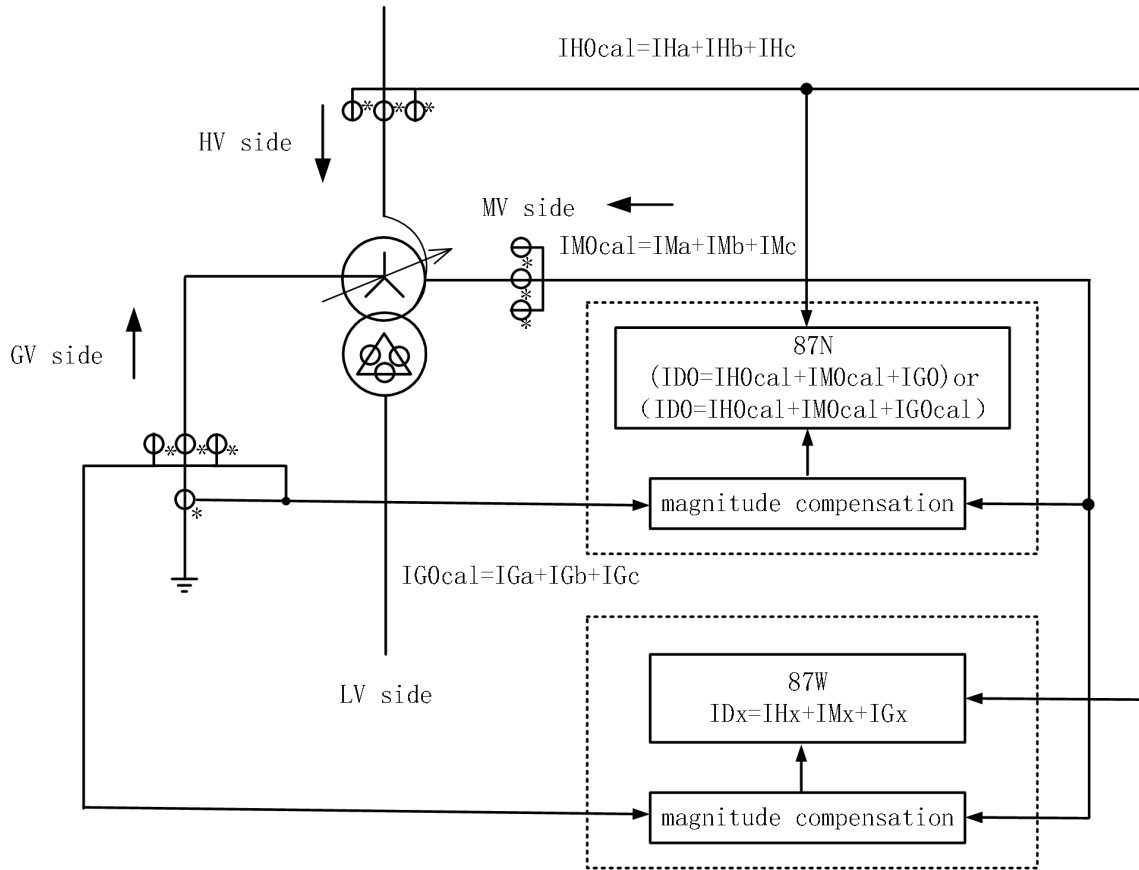 IH0cal=IHa+IHb+IHc
HV side
MV side
IM0cal=IMa+IMb+IMc
GV side
87N
(ID0=IH0cal+IM0cal+IG0)or
(ID0=IH0cal+IM0cal+IG0cal)
magnitude compensation
IG0cal=IGa+IGb+IGc
LV side
87W
IDx=IHx+IMx+IGx
magnitude compensation